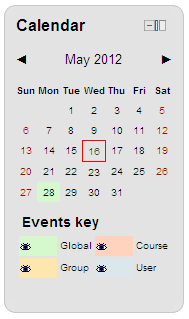 Calendar
◄ May 2012 ►
Sun Mon Tue Wed Thu Fri Sat
1 2 3 4 5
6 7 8 9 10 11 12
13 14 15 16 17 18 19
20 21 22 23 24 25 26
27 28 29 30 31
Events key
Global Course
Group User